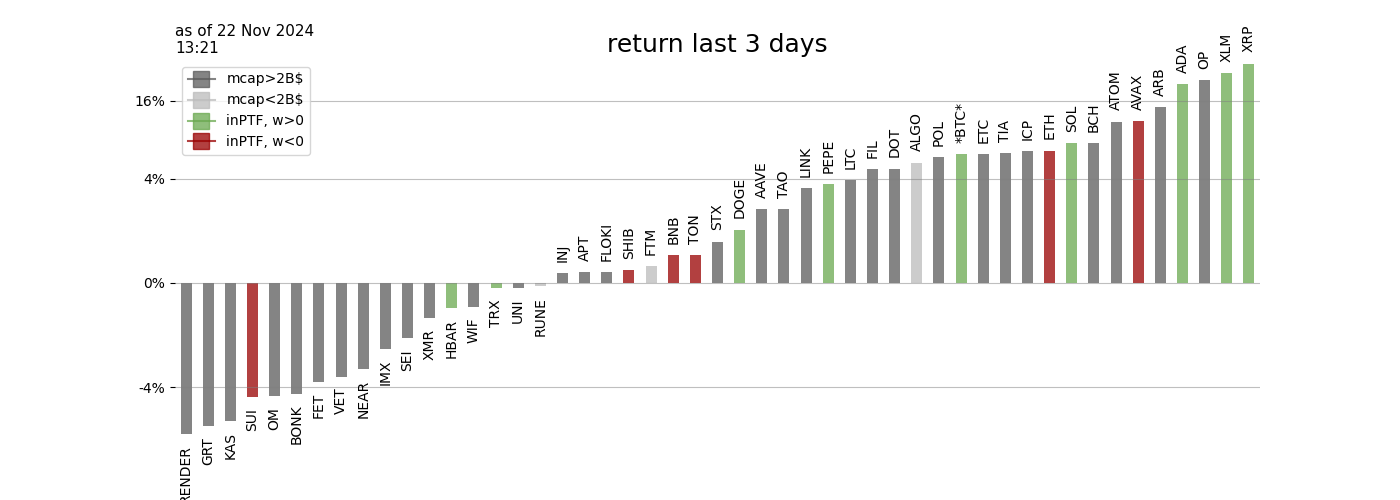 as of 22 Nov 2024
13:21
return last 3 days
mcap>2B$
mcap<2B$
inPTF, w>0
inPTF, w<0
16%
4%
0%
-4%
RENDER
GRT
KAS
SUI
OM
BONK
FET
VET
NEAR
IMX
SEI
XMR
HBAR
WIF
TRX
UNI
RUNE
INJ
APT
FLOKI
SHIB
FTM
BNB
TON
STX
DOGE
AAVE
TAO
LINK
PEPE
LTC
FIL
DOT
ALGO
POL
*BTC*
ETC
TIA
ICP
ETH
SOL
BCH
ATOM
AVAX
ARB
ADA
OP
XLM
XRP